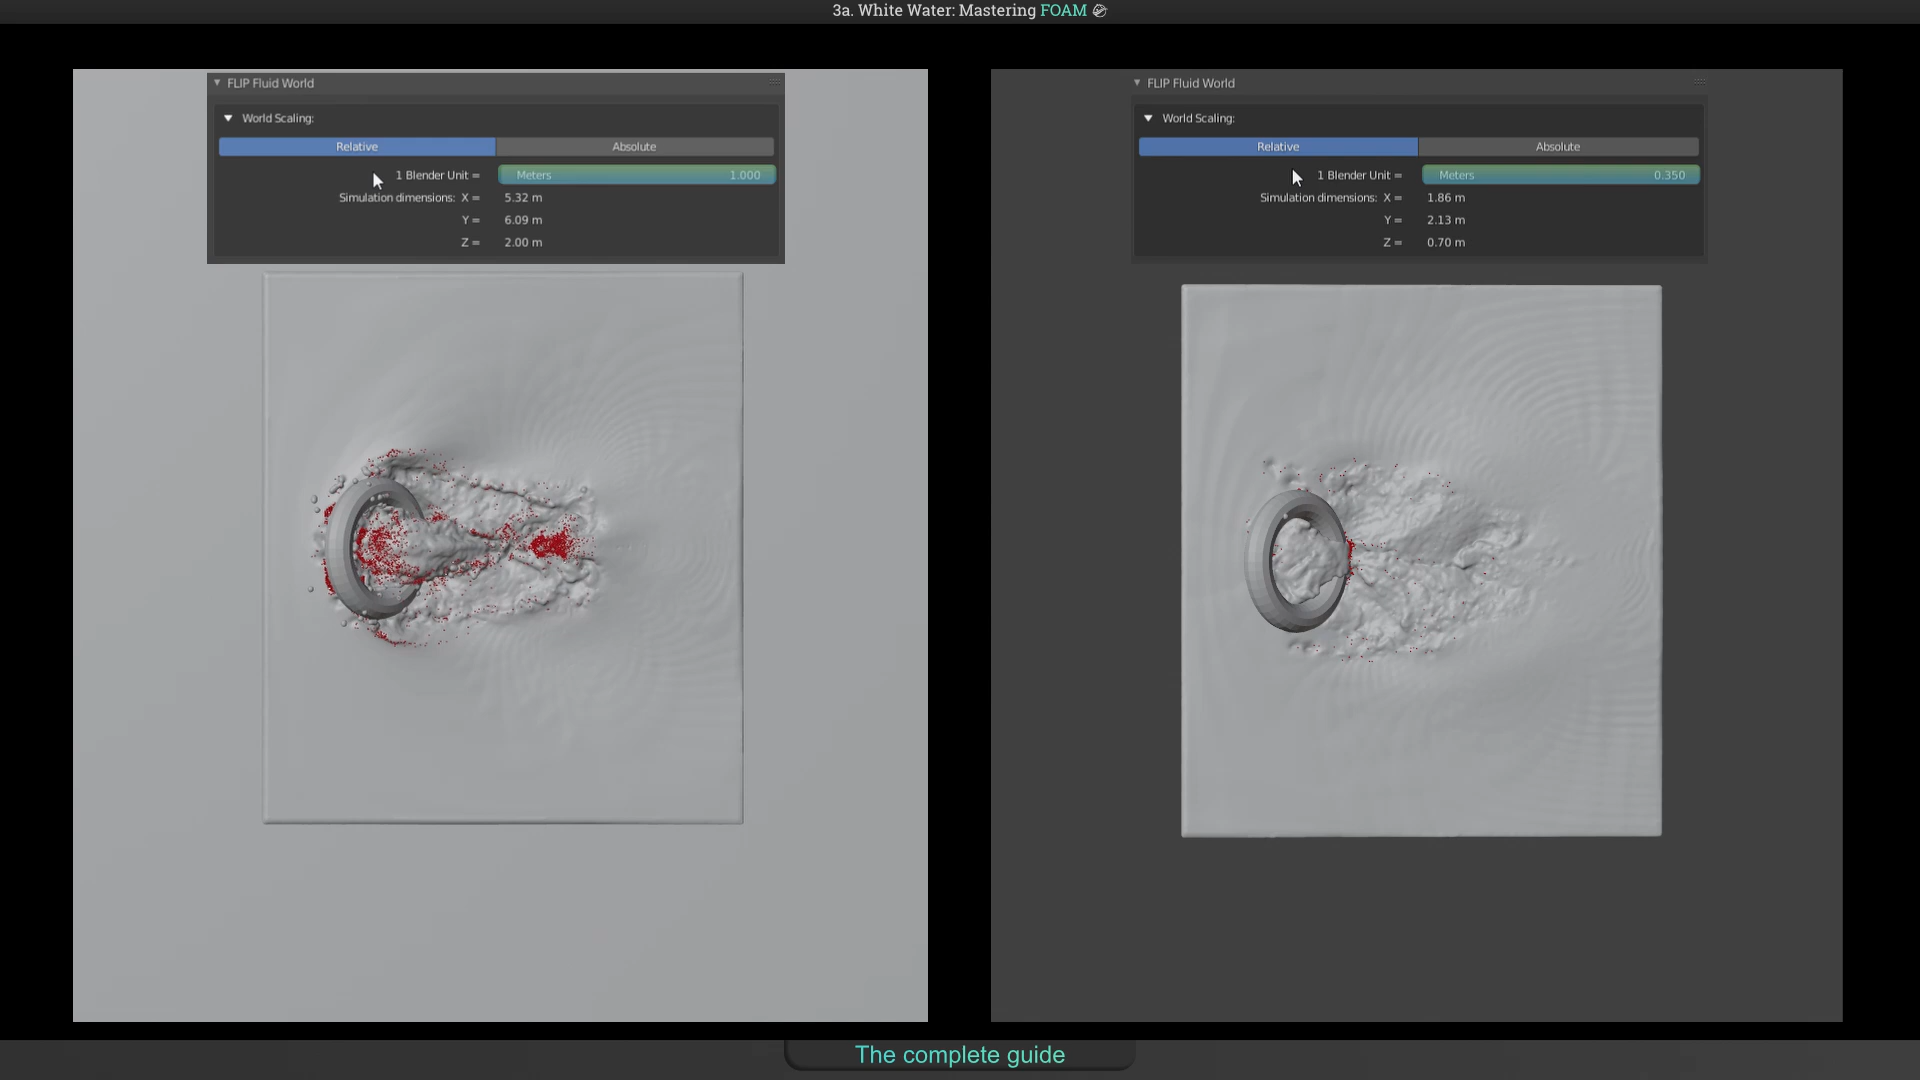 3a. White Water: Mastering FOAM
FLIP Fluid World
World Scaling:
Relative Absolute
1 Blender Unit = Meters 1.000
Simulation dimensions: X = 5.32 m
Y = 6.09 m
Z = 2.00 m
FLIP Fluid World
World Scaling:
Relative Absolute
1 Blender Unit = Meters 0.350
Simulation dimensions: X = 1.86 m
Y = 2.13 m
Z = 0.70 m
The complete guide